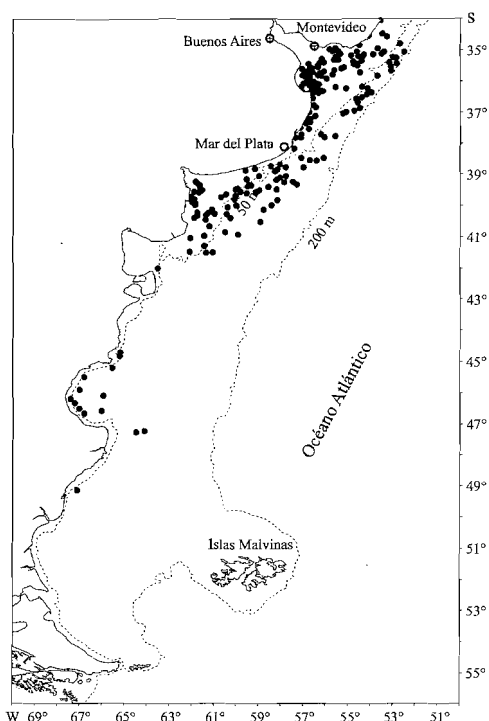 S
Montevideo
Buenos Aires
35°
37°
Mar del Plata
39°
50 m
200 m
41°
43°
45°
Océano Atlántico
47°
49°
Islas Malvinas
51°
53°
55°
W 69° 67° 65° 63° 61° 59° 57° 55° 53° 51°